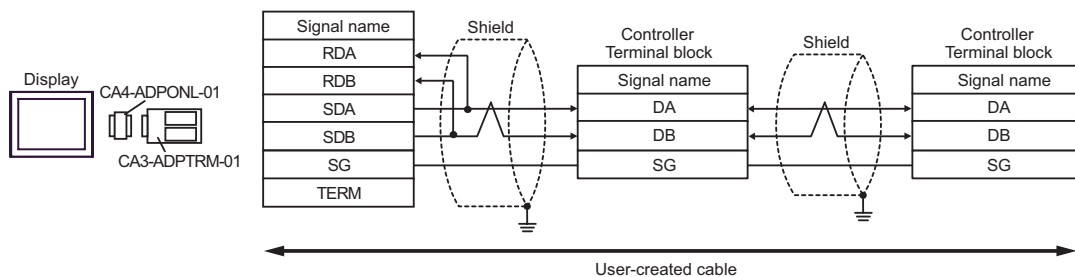 Display
CA4-ADPONL-01
CA3-ADPTRM-01
Signal name
RDA
RDB
SDA
SDB
SG
TERM
Shield
Controller
Terminal block
Signal name
DA
DB
SG
Shield
Controller
Terminal block
Signal name
DA
DB
SG
User-created cable